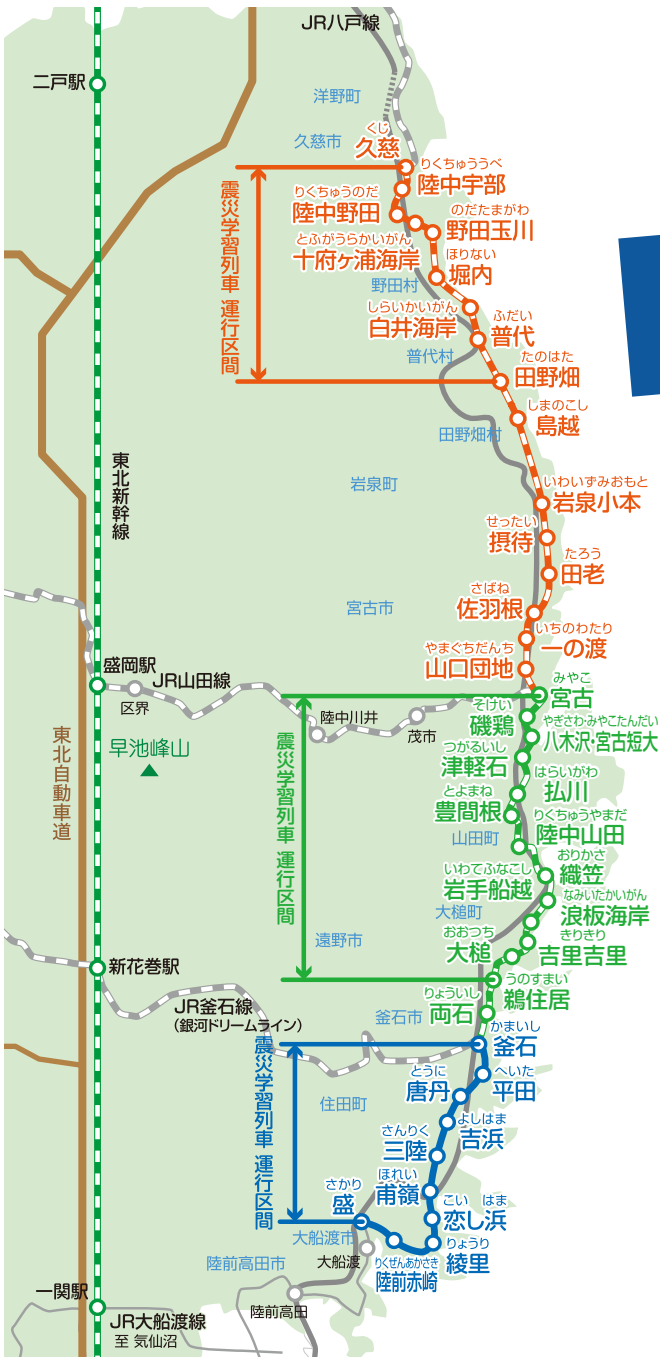 JR八戸線
二戸駅
洋野町
久慈市
くじ
久慈
りくちゅううべ
陸中宇部
りくちゅうのだ
陸中野田
のだたまがわ
野田玉川
とふがうらかいがん
十府ヶ浦海岸
ほりない
堀内
野田村
しらいかいがん
白井海岸
ふだい
普代
普代村
たのはた
田野畑
震災学習列車 運行区間
しまのこし
島越
田野畑村
東北新幹線
岩泉町
いわいずみおもと
岩泉小本
せったい
摂待
たろう
田老
さばね
佐羽根
宮古市
いちのわたり
一の渡
やまぐちだんち
山口団地
盛岡駅
JR山田線
区界
陸中川井
茂市
みやこ
宮古
そけい
磯鶏
やぎさわ・みやこたんだい
八木沢・宮古短大
つがるいし
津軽石
はらいがわ
払川
とよまね
豊間根
りくちゅうやまだ
陸中山田
山田町
おりかさ
織笠
いわてふなこし
岩手船越
なみいたかいがん
浪板海岸
大槌町
おおつち
大槌
きりきり
吉里吉里
うのすまい
鵜住居
りょういし
両石
震災学習列車 運行区間
東北自動車道
早池峰山
遠野市
新花巻駅
JR釜石線
（銀河ドリームライン）
釜石市
かまいし
釜石
へいた
平田
とうに
唐丹
よしはま
吉浜
さんりく
三陸
ほれい
甫嶺
こい はま
恋し浜
りょうり
綾里
りくぜんあかさき
陸前赤崎
さかり
盛
震災学習列車 運行区間
住田町
大船渡市
大船渡
陸前高田市
陸前高田
一関駅
JR大船渡線
至 気仙沼